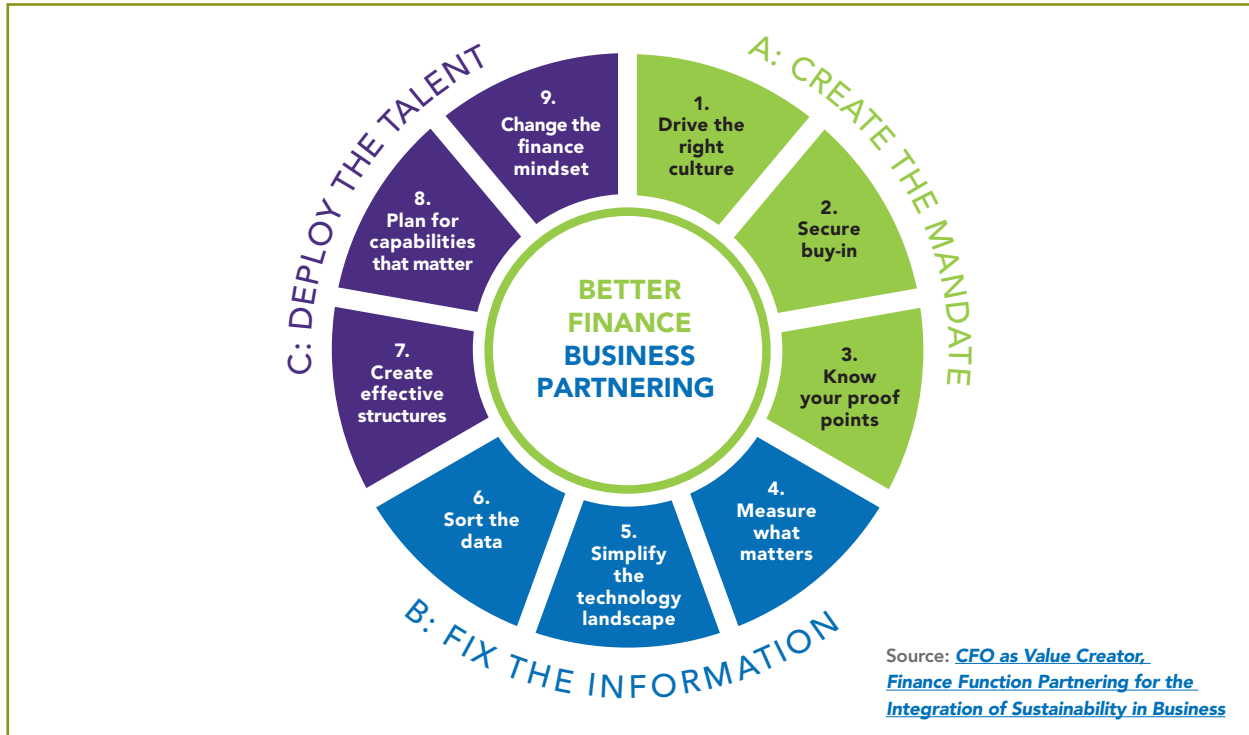 A: CREATE THE MANDATE
1.
Drive the
right
culture
2.
Secure
buy-in
3.
Know
your proof
points
B: FIX THE INFORMATION
4.
Measure
what
matters
5.
Simplify
the
technology
landscape
6.
Sort the
data
C: DEPLOY THE TALENT
7.
Create
effective
structures
8.
Plan for
capabilities
that matter
9.
Change the
finance
mindset
BETTER
FINANCE
BUSINESS
PARTNERING
Source: CFO as Value Creator,
Finance Function Partnering for the
Integration of Sustainability in Business